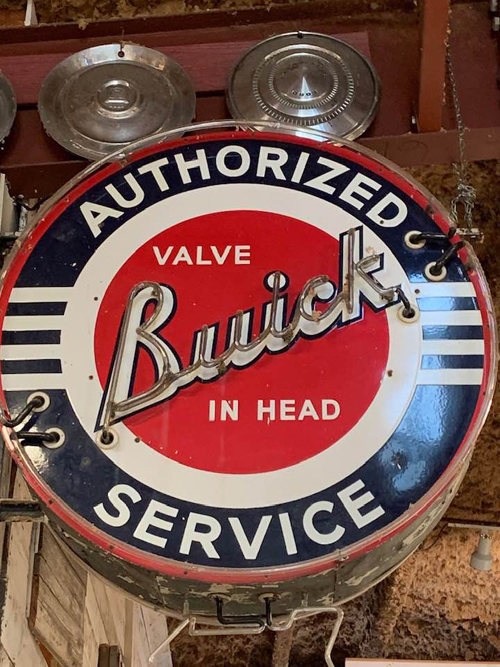 AUTHORIZED
VALVE
Buick
IN HEAD
SERVICE